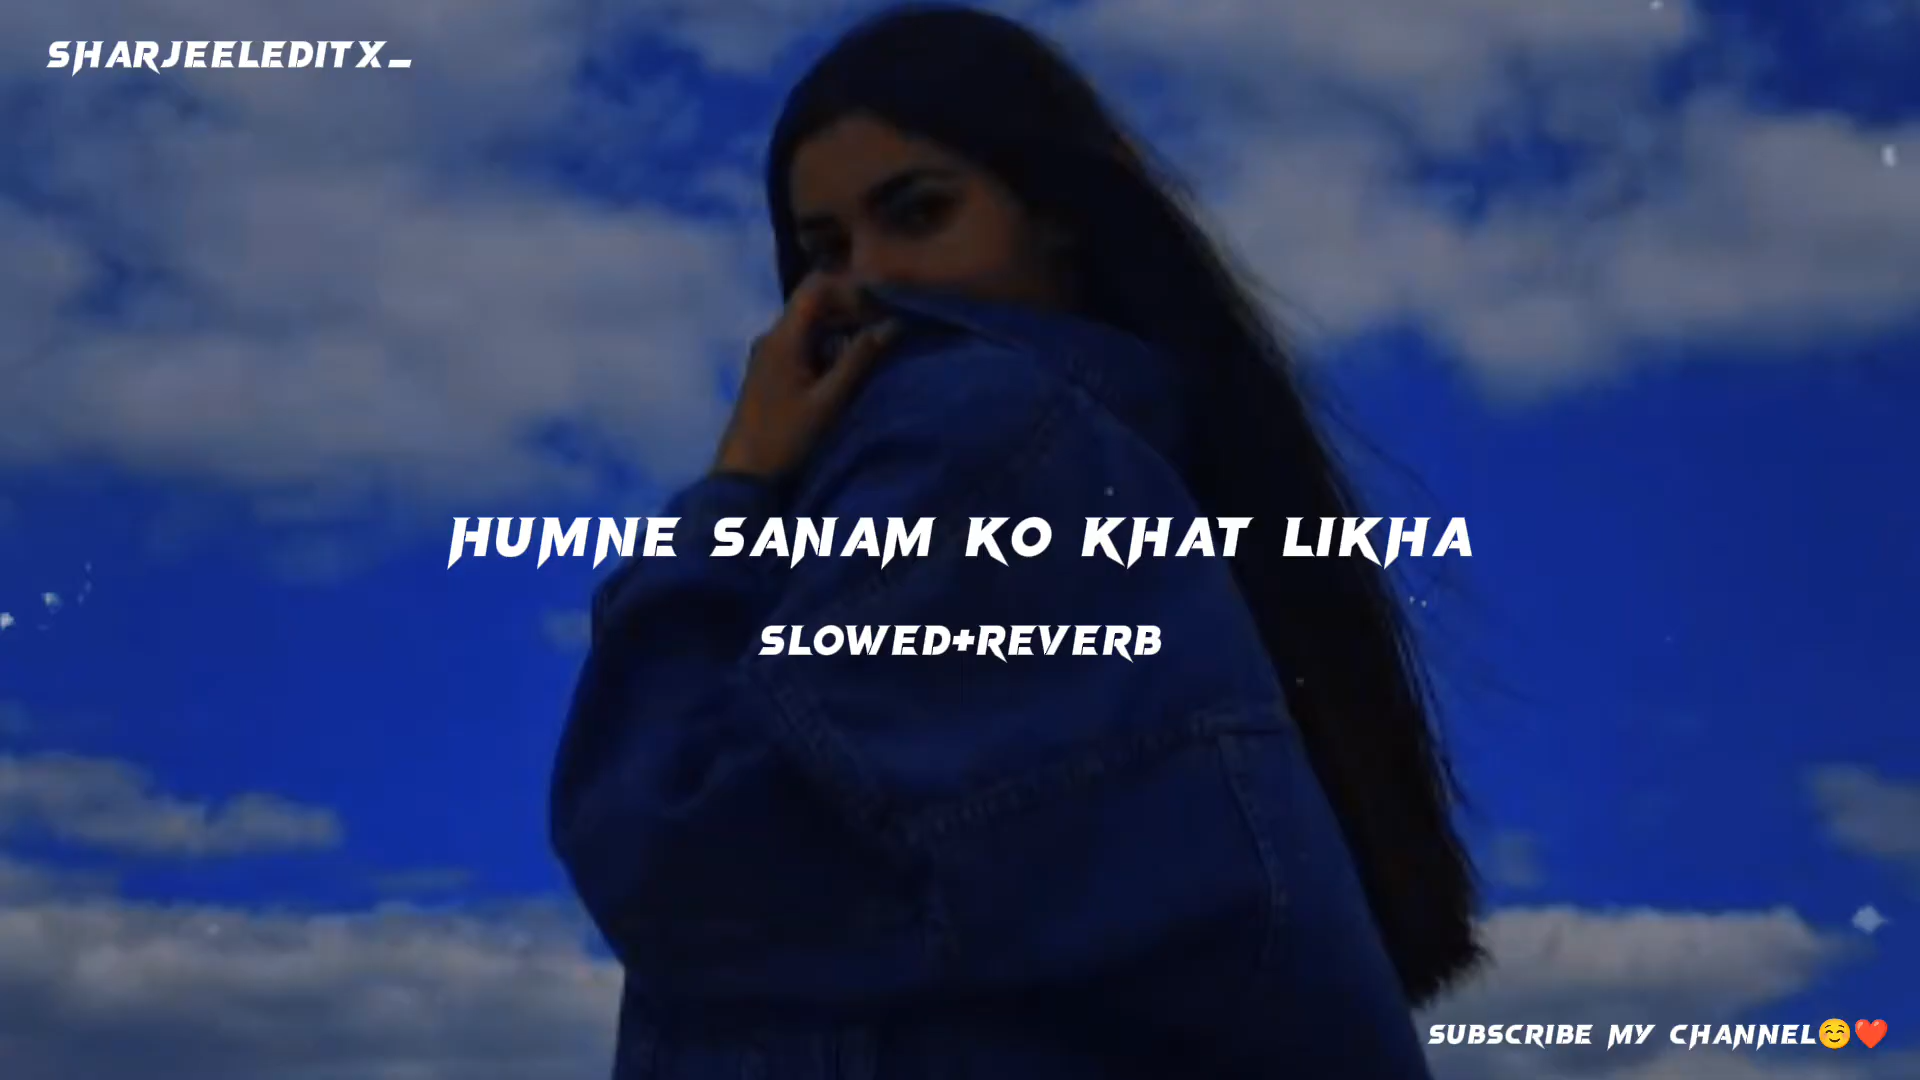 SHARJEELEDITX_
HUMNE SANAM KO KHAT LIKHA
SLOWED+REVERB
SUBSCRIBE MY CHANNEL☺️❤️